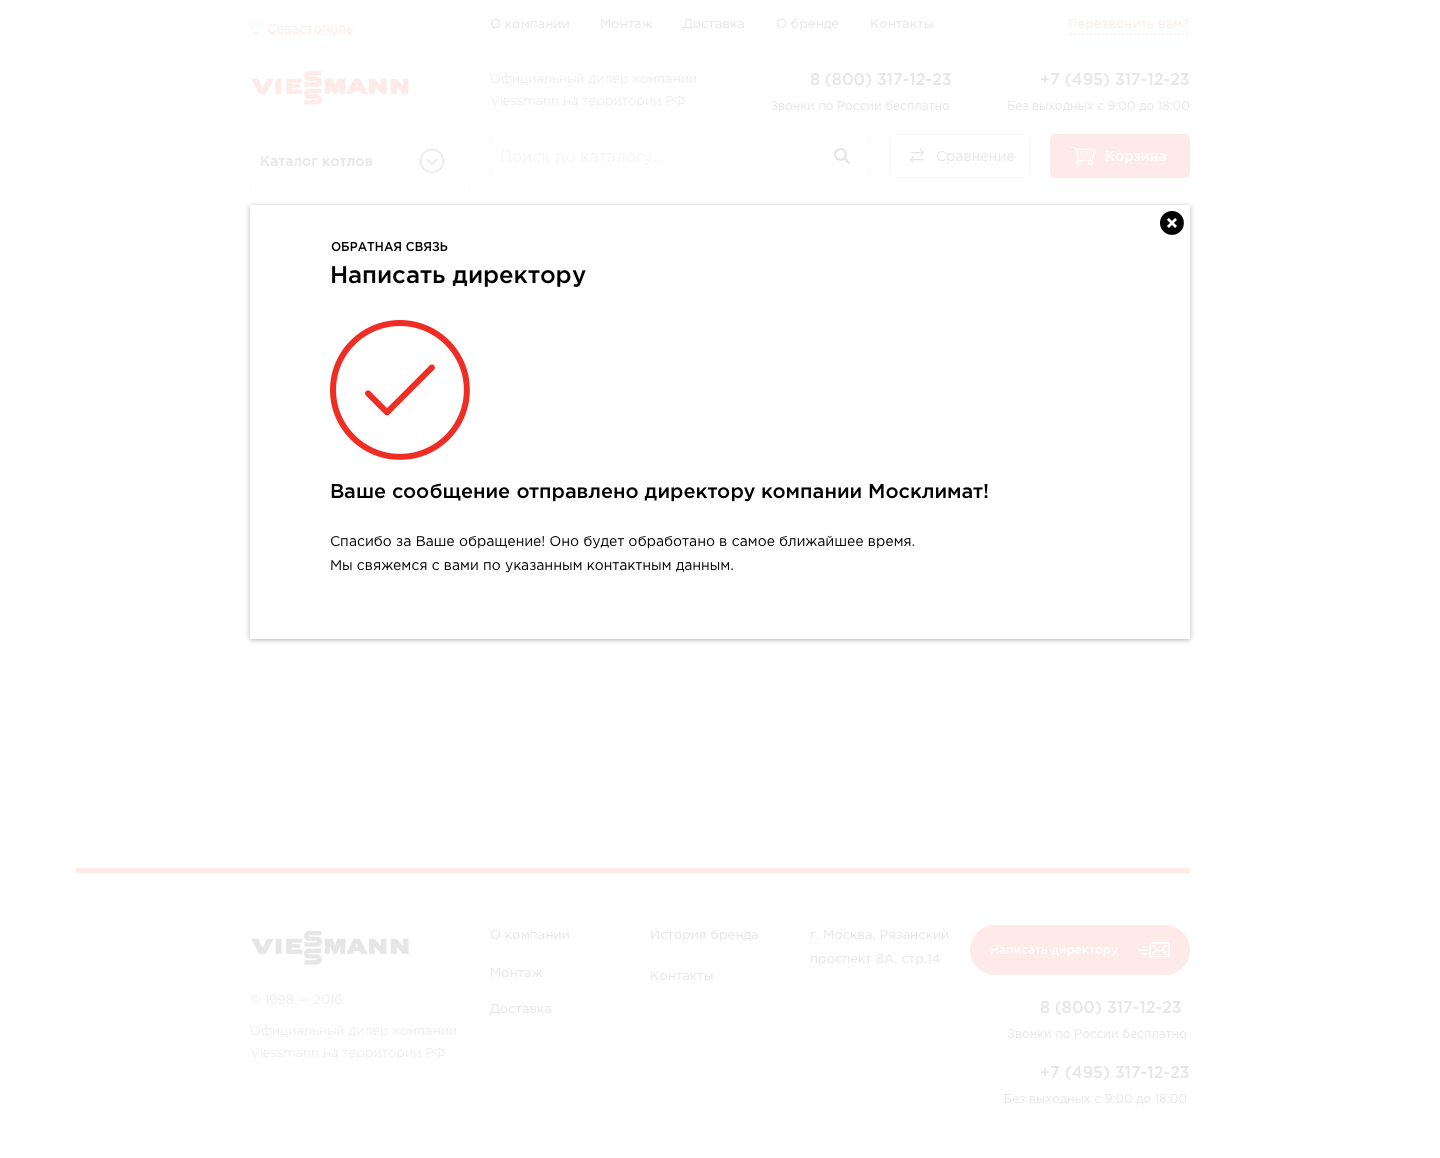 Севастополь
О компании Монтаж Доставка О бренде Контакты
Перезвонить вам?
VIESSMANN
Официальный дилер компании
Viessmann на территории РФ
8 (800) 317-12-23
Звонки по России бесплатно
+7 (495) 317-12-23
Без выходных с 9:00 до 18:00
Каталог котлов
Поиск по каталогу...
Сравнение
Корзина
ОБРАТНАЯ СВЯЗЬ
Написать директору
Ваше сообщение отправлено директору компании Москлимат!
Спасибо за Ваше обращение! Оно будет обработано в самое ближайшее время.
Мы свяжемся с вами по указанным контактным данным.
VIESSMANN
© 1998 — 2016
Официальный дилер компании
Viessmann на территории РФ
О компании
Монтаж
Доставка
История бренда
Контакты
г. Москва, Рязанский
проспект 8А, стр.14
Написать директору
8 (800) 317-12-23
Звонки по России бесплатно
+7 (495) 317-12-23
Без выходных с 9:00 до 18:00